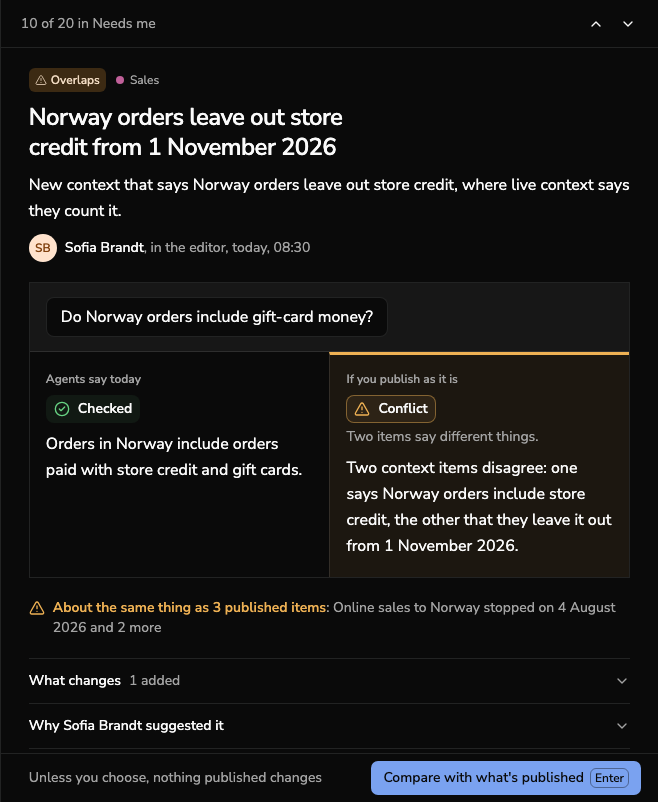 10 of 20 in Needs me
Overlaps
Sales
Norway orders leave out store
credit from 1 November 2026
New context that says Norway orders leave out store credit, where live context says
they count it.
SB
Sofia Brandt, in the editor, today, 08:30
Do Norway orders include gift-card money?
Agents say today
Checked
Orders in Norway include orders
paid with store credit and gift cards.
If you publish as it is
Conflict
Two items say different things.
Two context items disagree: one
says Norway orders include store
credit, the other that they leave it out
from 1 November 2026.
About the same thing as 3 published items: Online sales to Norway stopped on 4 August
2026 and 2 more
What changes 1 added
Why Sofia Brandt suggested it
Unless you choose, nothing published changes
Compare with what's published Enter